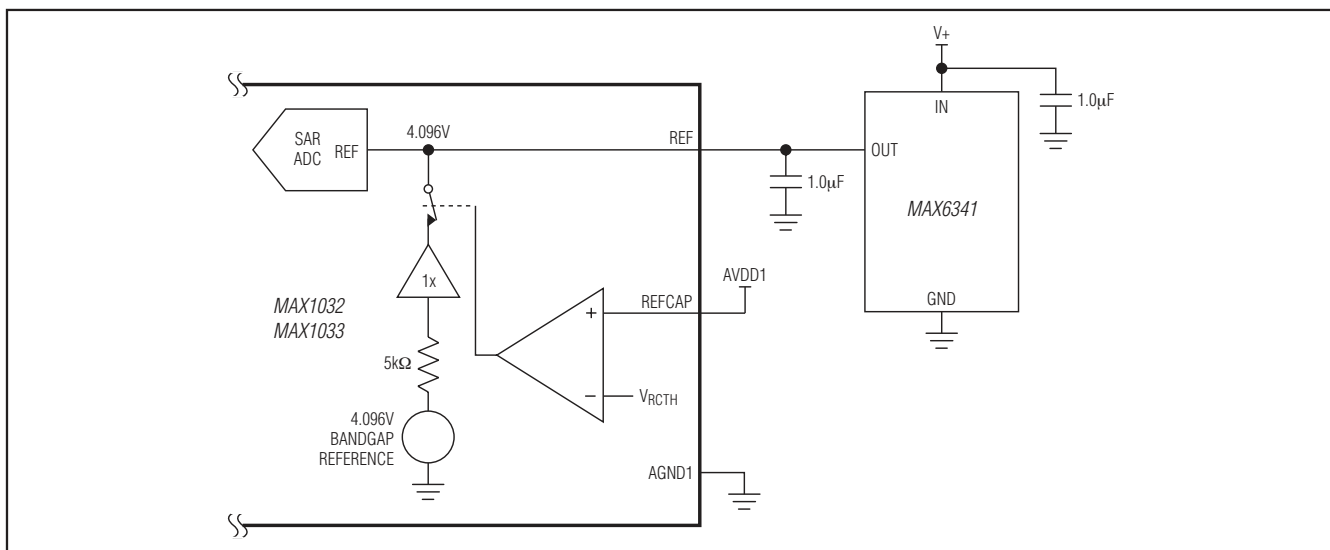 V+
1.0µF
IN
SAR
ADC
REF
4.096V
REF
OUT
1.0µF
MAX6341
1x
AVDD1
MAX1032
MAX1033
REFCAP
GND
+
5kΩ
–
VRCTH
4.096V
BANDGAP
REFERENCE
AGND1